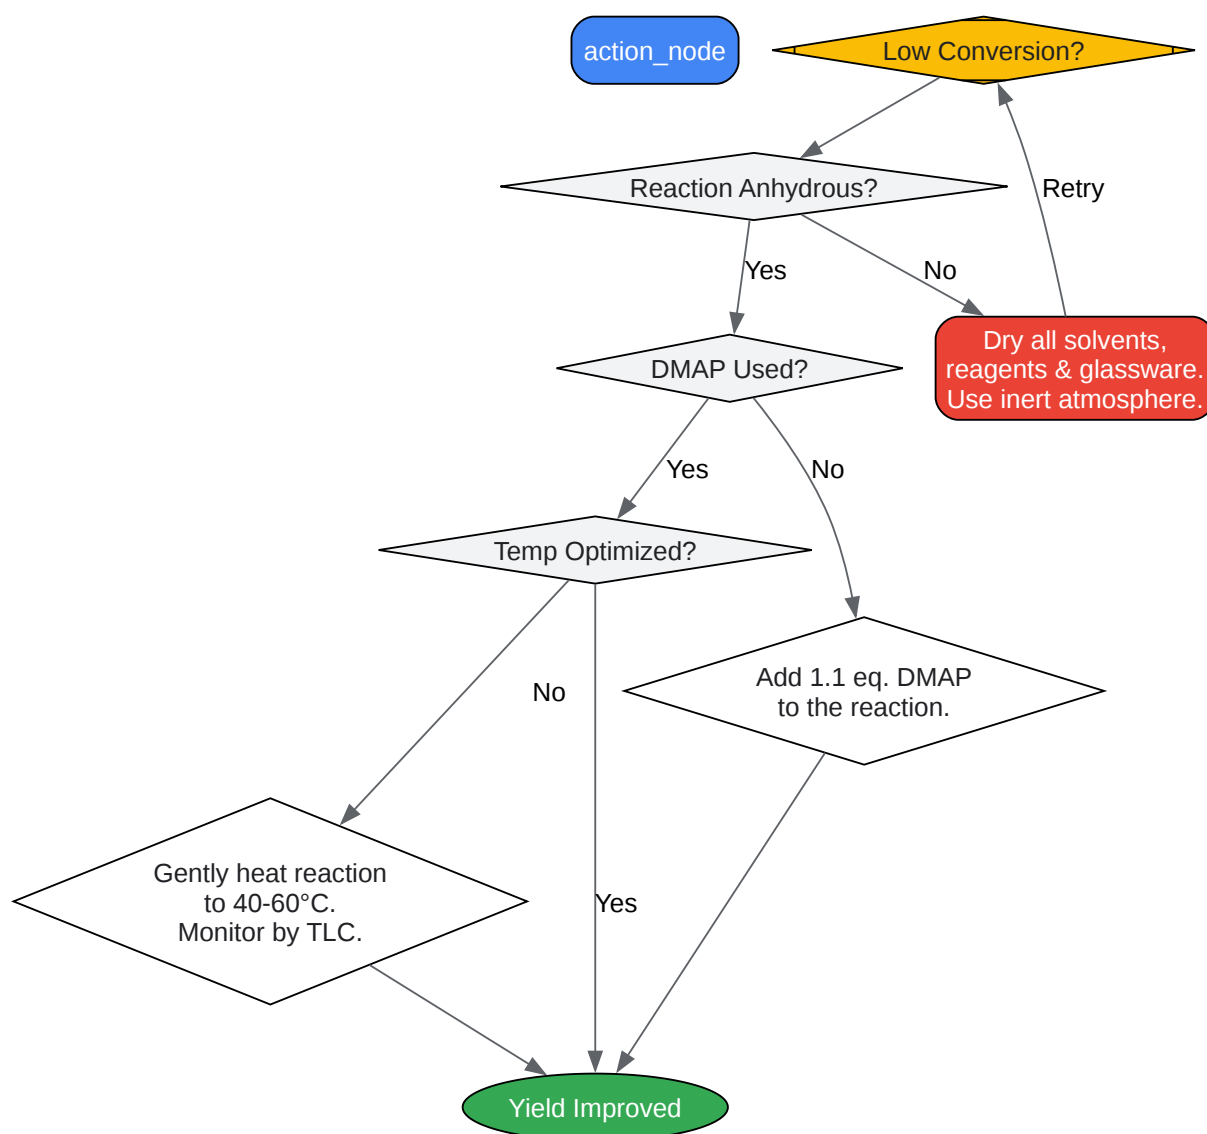 action_node
Low Conversion?
Reaction Anhydrous?
Retry
Yes
No
Dry all solvents,
reagents & glassware.
Use inert atmosphere.
DMAP Used?
Yes
No
Temp Optimized?
No
Add 1.1 eq. DMAP
to the reaction.
Gently heat reaction
to 40-60°C.
Monitor by TLC.
Yes
Yield Improved